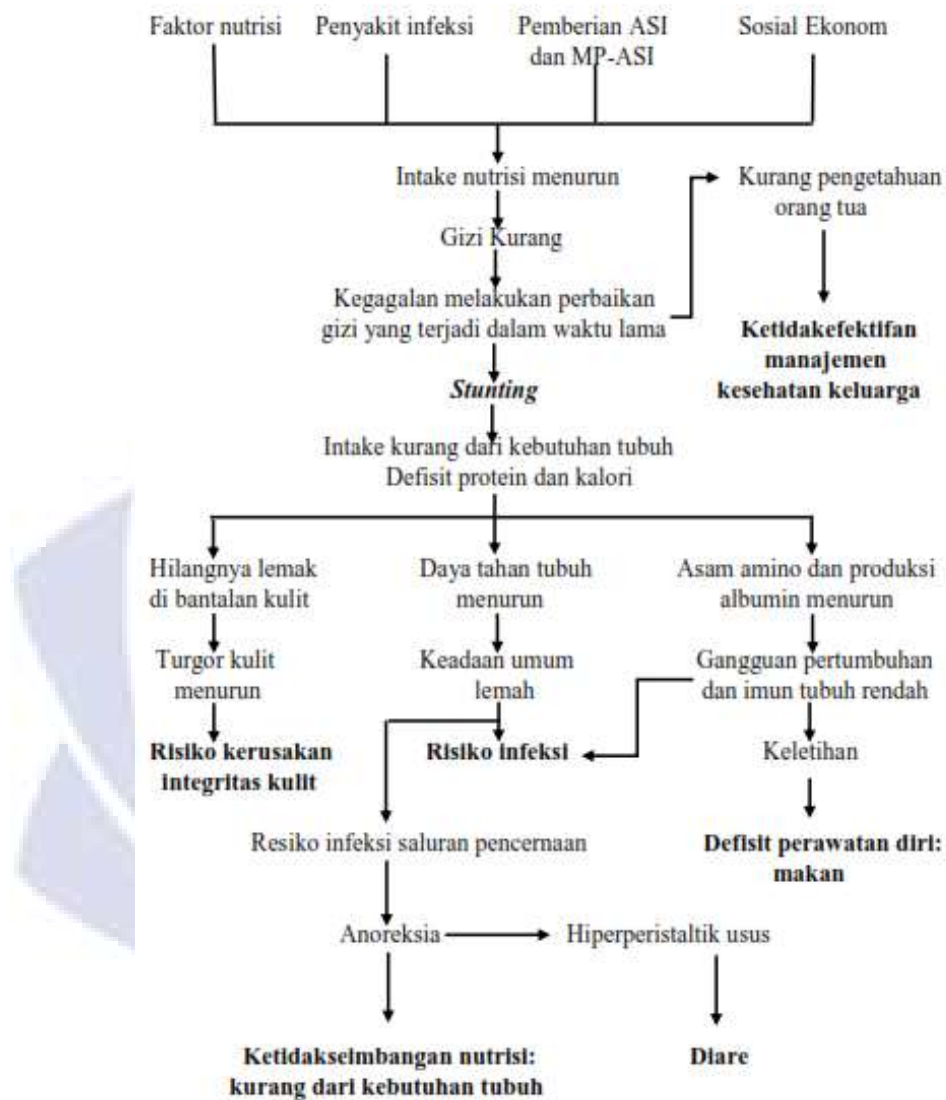 Faktor nutrisi
Penyakit infeksi
Pemberian ASI
dan MP-ASI
Sosial Ekonom
Intake nutrisi menurun
Kurang pengetahuan
orang tua
Gizi Kurang
Kegagalan melakukan perbaikan
gizi yang terjadi dalam waktu lama
Ketidakefektifan
manajemen
kesehatan keluarga
Stunting
Intake kurang dari kebutuhan tubuh
Defisit protein dan kalori
Hilangnya lemak
di bantalan kulit
Daya tahan tubuh
menurun
Asam amino dan produksi
albumin menurun
Turgor kulit
menurun
Keadaan umum
lemah
Gangguan pertumbuhan
dan imun tubuh rendah
Risiko kerusakan
integritas kulit
Risiko infeksi
Keletihan
Resiko infeksi saluran pencernaan
Defisit perawatan diri:
makan
Anoreksia
Hiperperistaltik usus
Ketidakseimbangan nutrisi:
kurang dari kebutuhan tubuh
Diare